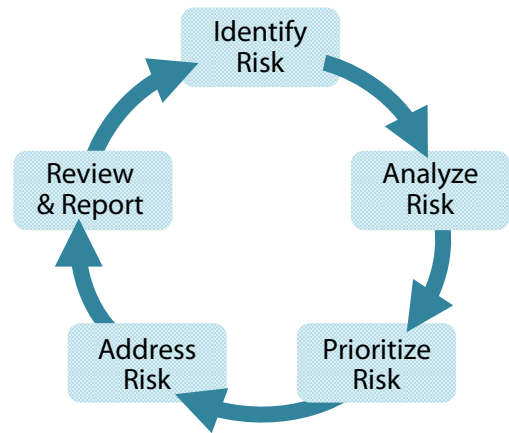 Identify
Risk
Analyze
Risk
Prioritize
Risk
Address
Risk
Review
& Report